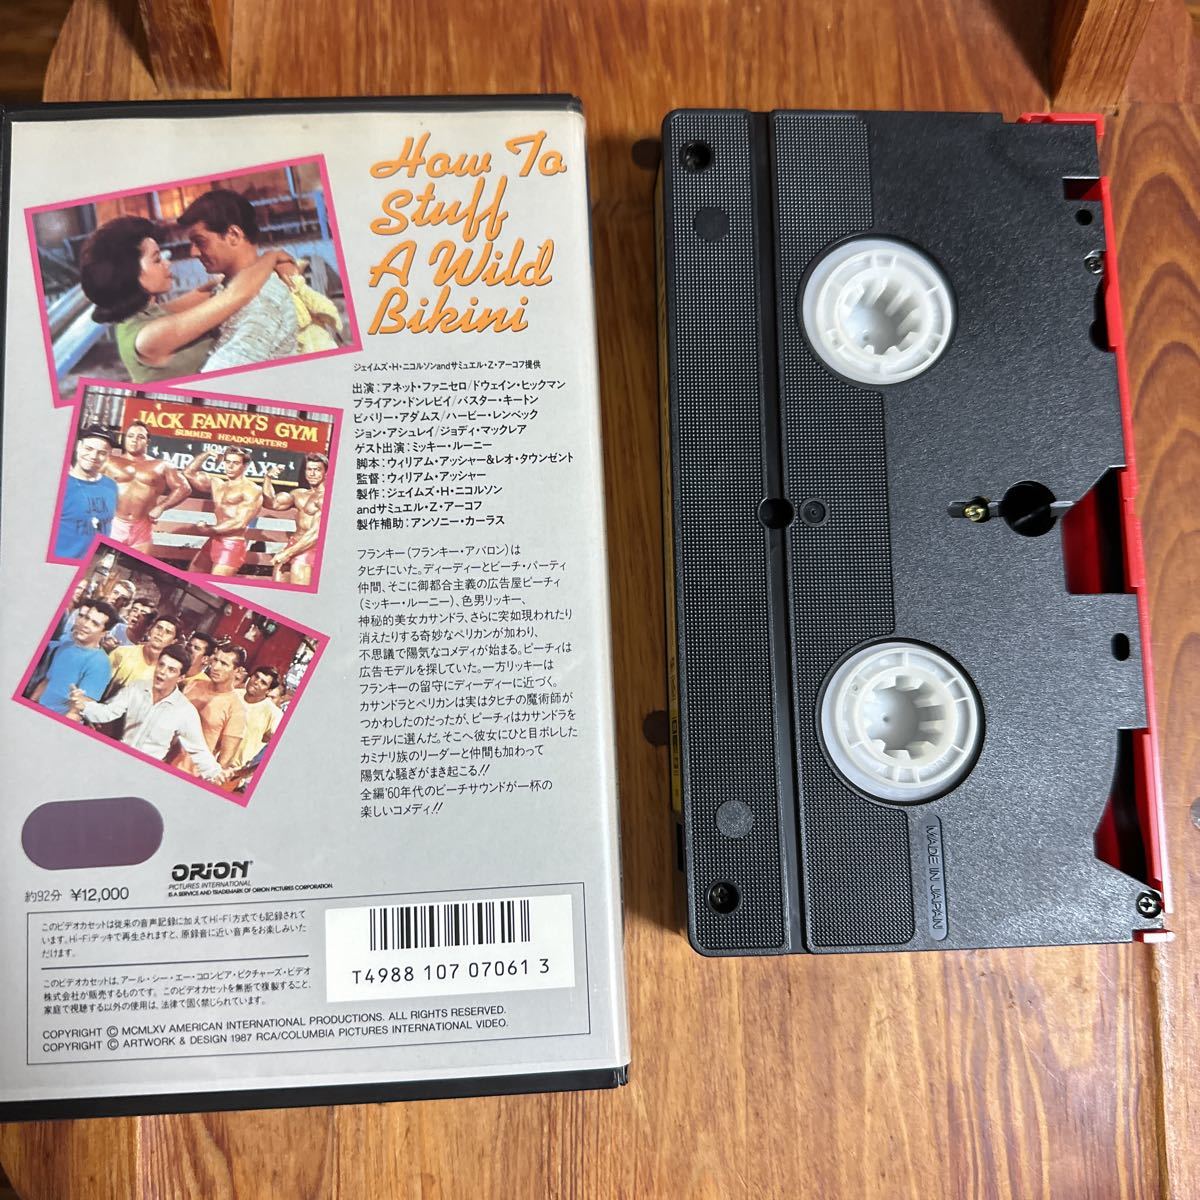 How To
Stuff
A Wild
Bikini
ジェイムズ・H・ニコルソンandサミュエル・Z・アーコフ提供
出演:アネット・ファニセロ/ドウェイン・ヒックマン
ブライアン・ドンレビイ/バスター・キートン
ビバリー・アダムス/ハービー・レンベック
ジョン・アシュレイ/ジョディ・マックレア
ゲスト出演:ミッキー・ルーニー
脚本:ウィリアム・アッシャー&レオ・タウンゼント
監督:ウィリアム・アッシャー
製作:ジェイムズ・H・ニコルソン
andサミュエル・Z・アーコフ
製作補助:アンソニー・カーラス
JACK FANNY'S GYM
SUMMER HEADQUARTERS
MR. GALAXY
JACK
フランキー(フランキー・アバロン)は
タヒチにいた。ディーディーとビーチ・パーティ
仲間、そこに御都合主義の広告屋ピーチィ
(ミッキー・ルーニー)、色男リッキー、
神秘的美女カサンドラ、さらに突如現われたり
消えたりする奇妙なペリカンが加わり、
不思議で陽気なコメディが始まる。ピーチィは
広告モデルを探していた。一方リッキーは
フランキーの留守にディーディーに近づく。
カサンドラとペリカンは実はタヒチの魔術師が
つかわしたのだったが、ピーチィはカサンドラを
モデルに選んだ。そこへ彼女にひと目ボレした
カミナリ族のリーダーと仲間も加わって
陽気な騒ぎがまき起こる!!
全編'60年代のビーチサウンドが一杯の
楽しいコメディ!!
ORION®
PICTURES INTERNATIONAL
IS A SERVICE AND TRADEMARK OF ORION PICTURES CORPORATION.
約92分 ¥12,000
このビデオカセットは従来の音声記録に加えてHi-Fi方式でも記録されて
います。Hi-Fiデッキで再生されますと、原録音に近い音声をお楽しみいた
だけます。
このビデオカセットは、アール・シー・エー・コロンビア・ピクチャーズ・ビデオ
株式会社が販売するものです。このビデオカセットを無断で複製すること、
家庭で視聴する以外の使用は、法律で固く禁じられています。
T4988 107 07061 3
COPYRIGHT © MCMLXV AMERICAN INTERNATIONAL PRODUCTIONS. ALL RIGHTS RESERVED.
COPYRIGHT © ARTWORK & DESIGN 1987 RCA/COLUMBIA PICTURES INTERNATIONAL VIDEO.
MADE IN JAPAN